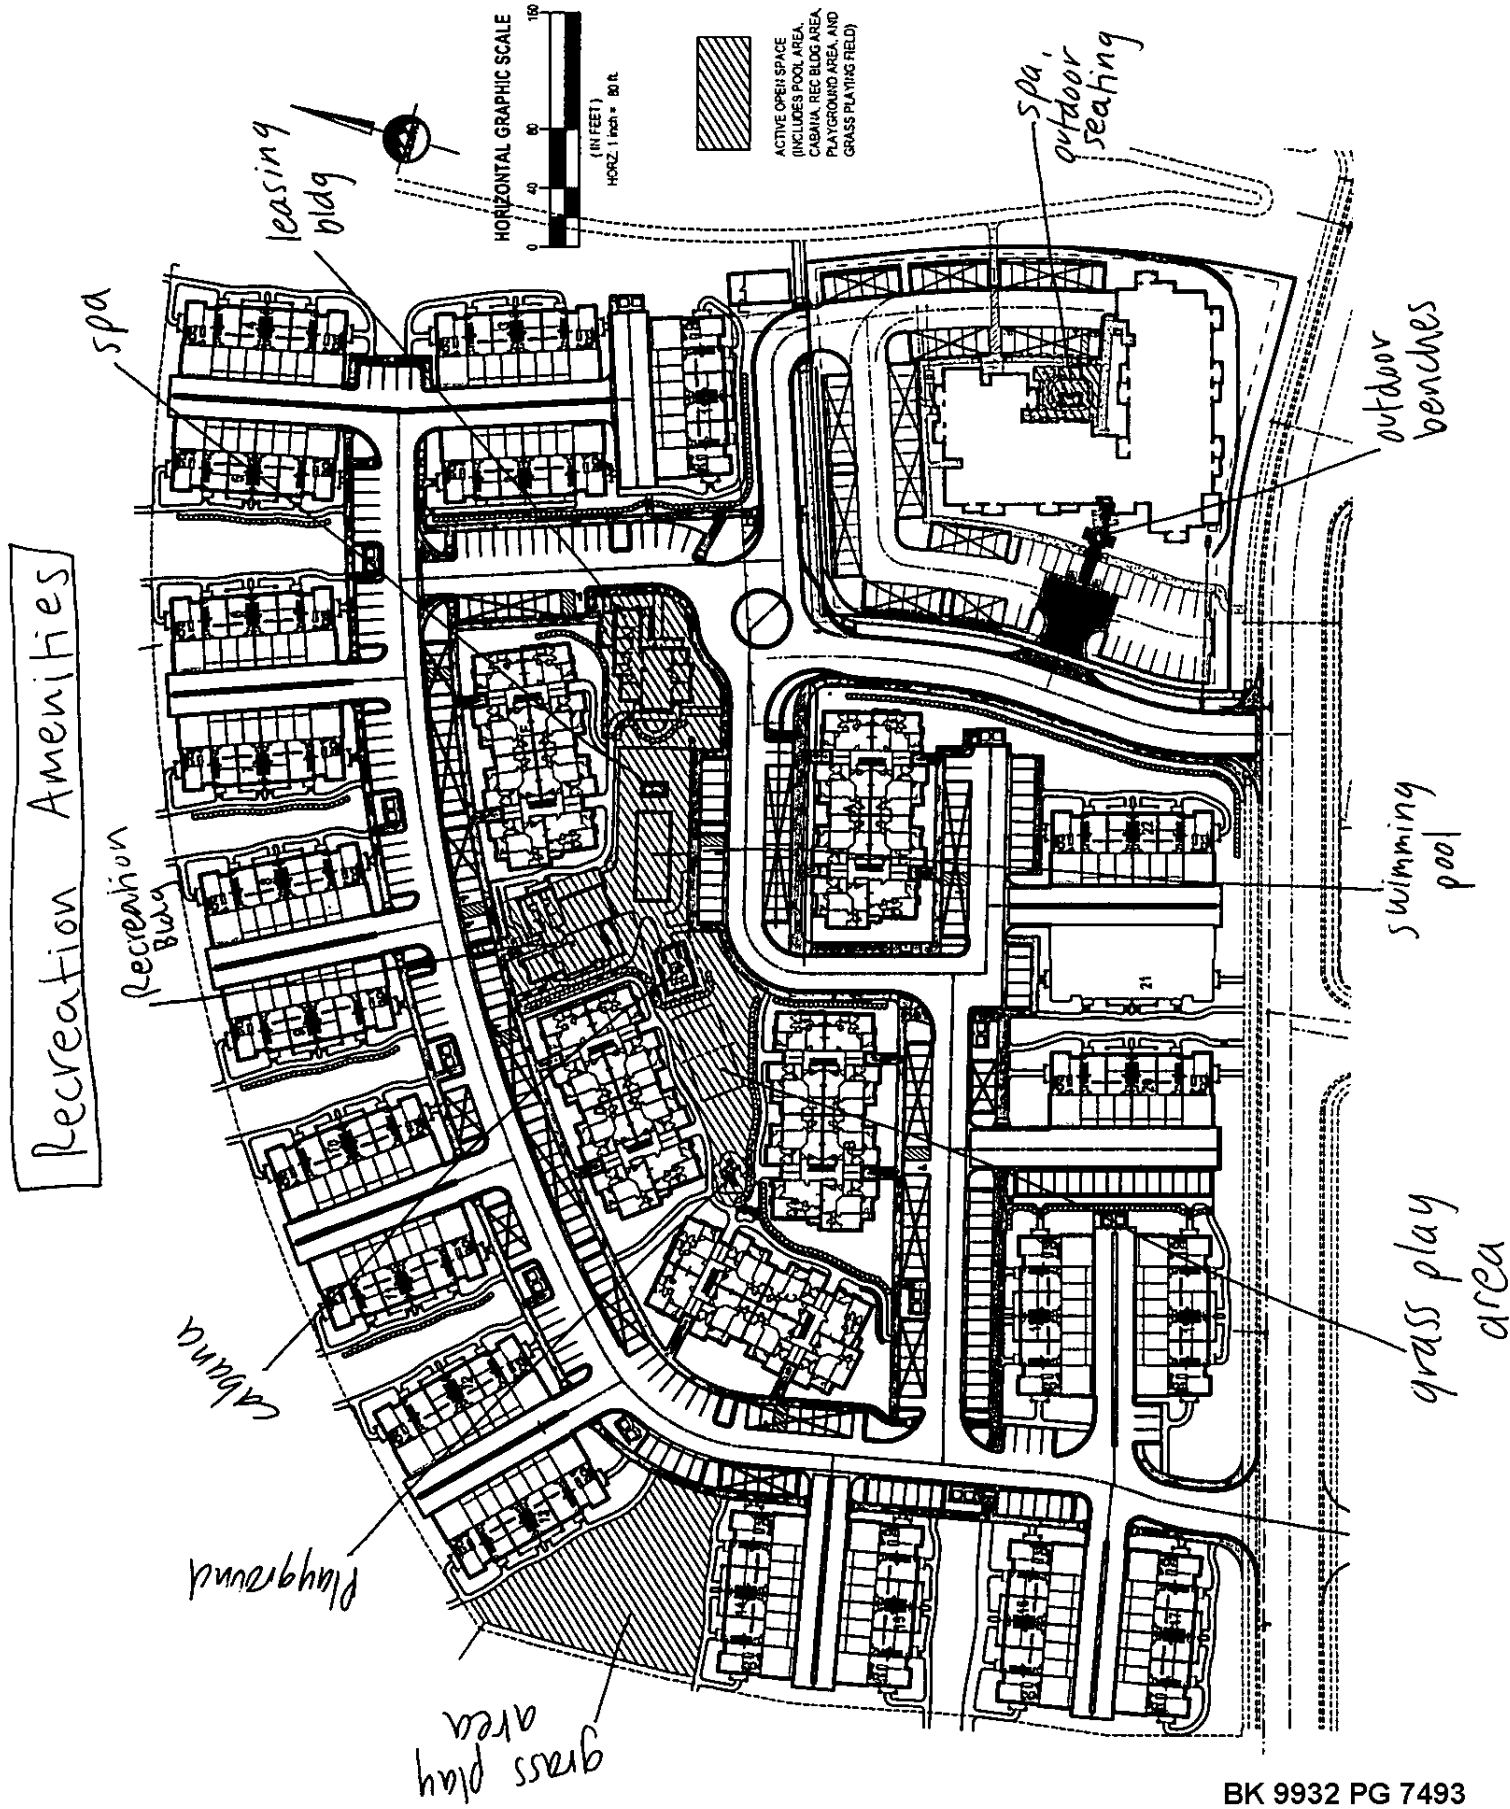 Recreation Amenities
HORIZONTAL GRAPHIC SCALE
0 40 80 160
( IN FEET )
HORZ: 1 inch = 80 ft.
ACTIVE OPEN SPACE
(INCLUDES POOL AREA,
CABANA, REC BLDG AREA,
PLAYGROUND AREA, AND
GRASS PLAYING FIELD)
spa
leasing
bldg
spa,
outdoor
seating
outdoor
benches
swimming
pool
grass play
area
Recreation
Bldg
Cabana
Playground
grass play
area
21
BK 9932 PG 7493